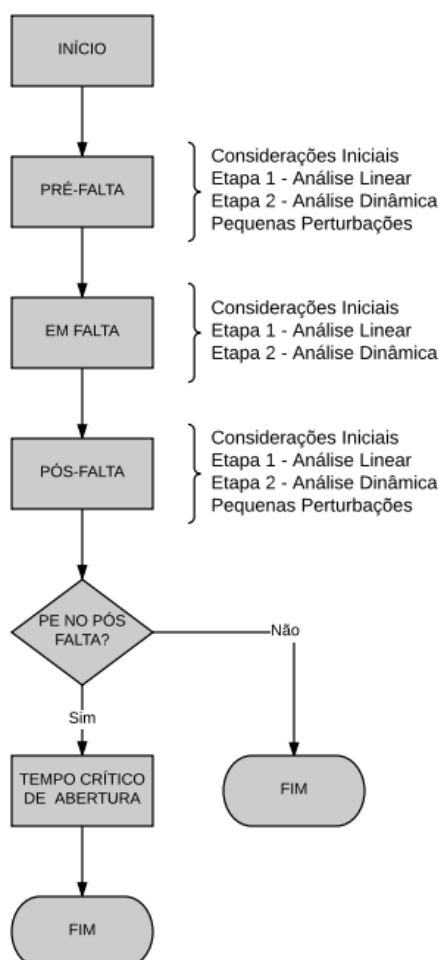 INÍCIO
PRÉ-FALTA
Considerações Iniciais
Etapa 1 - Análise Linear
Etapa 2 - Análise Dinâmica
Pequenas Perturbações
EM FALTA
Considerações Iniciais
Etapa 1 - Análise Linear
Etapa 2 - Análise Dinâmica
PÓS-FALTA
Considerações Iniciais
Etapa 1 - Análise Linear
Etapa 2 - Análise Dinâmica
Pequenas Perturbações
PE NO PÓS
FALTA?
Não
Sim
TEMPO CRÍTICO
DE ABERTURA
FIM
FIM